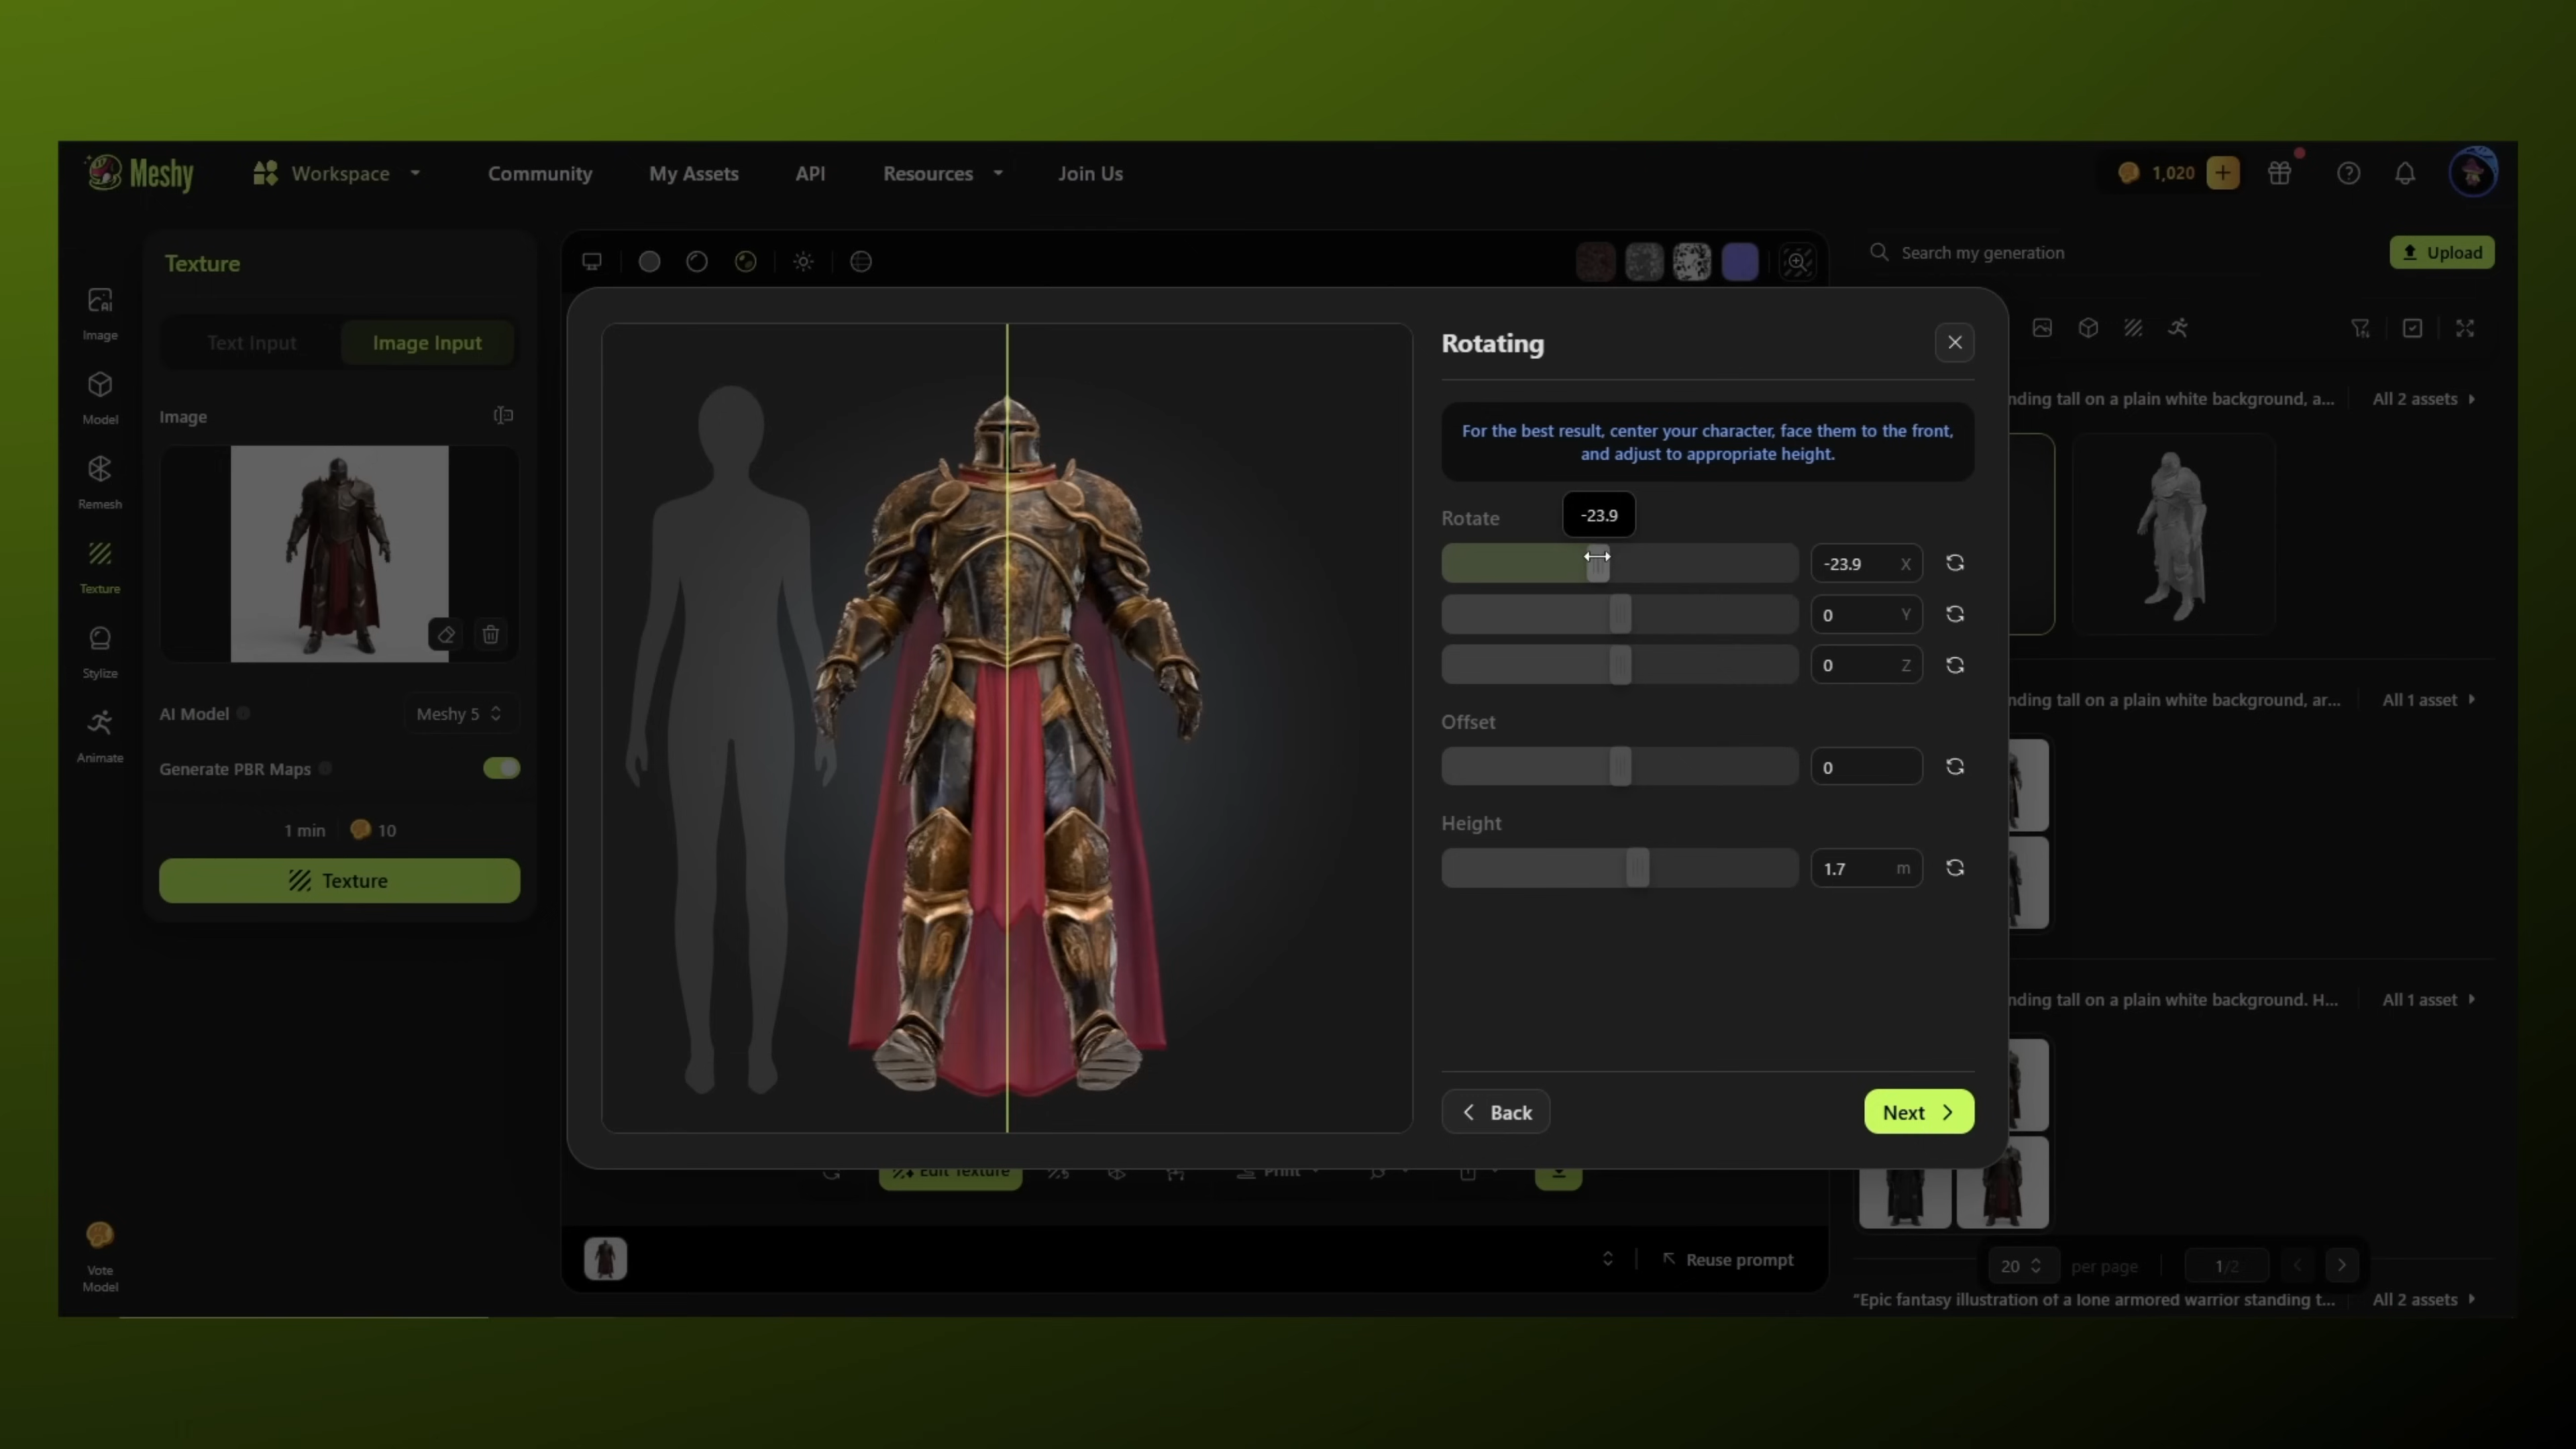 Meshy
Workspace
Community
My Assets
API
Resources
Join Us
1,020
Texture
Search my generation
Upload
Text Input
Image Input
Image
Model
Remesh
Texture
Stylize
Animate
Image
AI Model
Meshy 5
Generate PBR Maps
1 min
10
Texture
Rotating
For the best result, center your character, face them to the front,
and adjust to appropriate height.
Rotate
-23.9
-23.9 X
0 Y
0 Z
Offset
0
Height
1.7 m
Back
Next
nding tall on a plain white background, a...
All 2 assets
nding tall on a plain white background, ar...
All 1 asset
nding tall on a plain white background. H...
All 1 asset
Edit Texture
Print
Vote
Model
Reuse prompt
20
per page
1/2
"Epic fantasy illustration of a lone armored warrior standing t...
All 2 assets